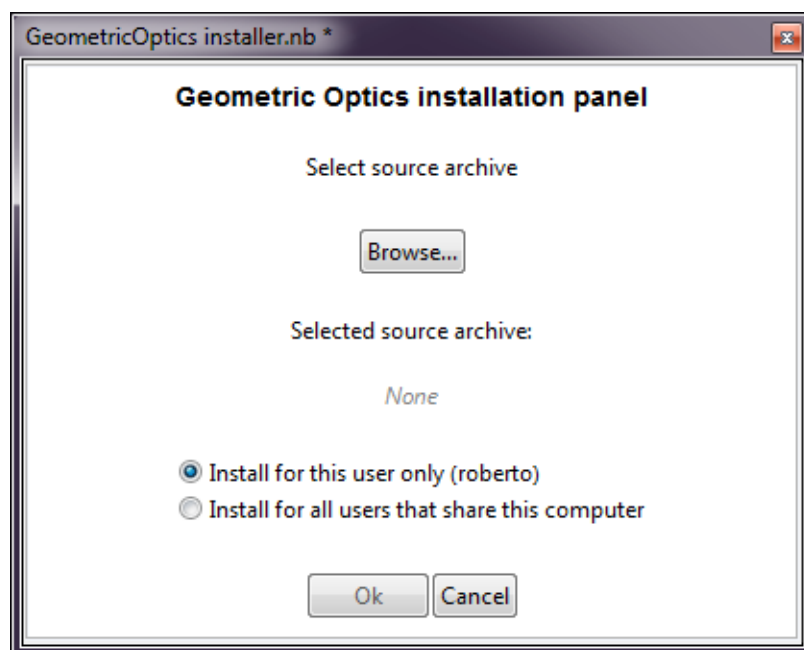 GeometricOptics installer.nb *
Geometric Optics installation panel
Select source archive
Browse...
Selected source archive:
None
Install for this user only (roberto)
Install for all users that share this computer
Ok Cancel